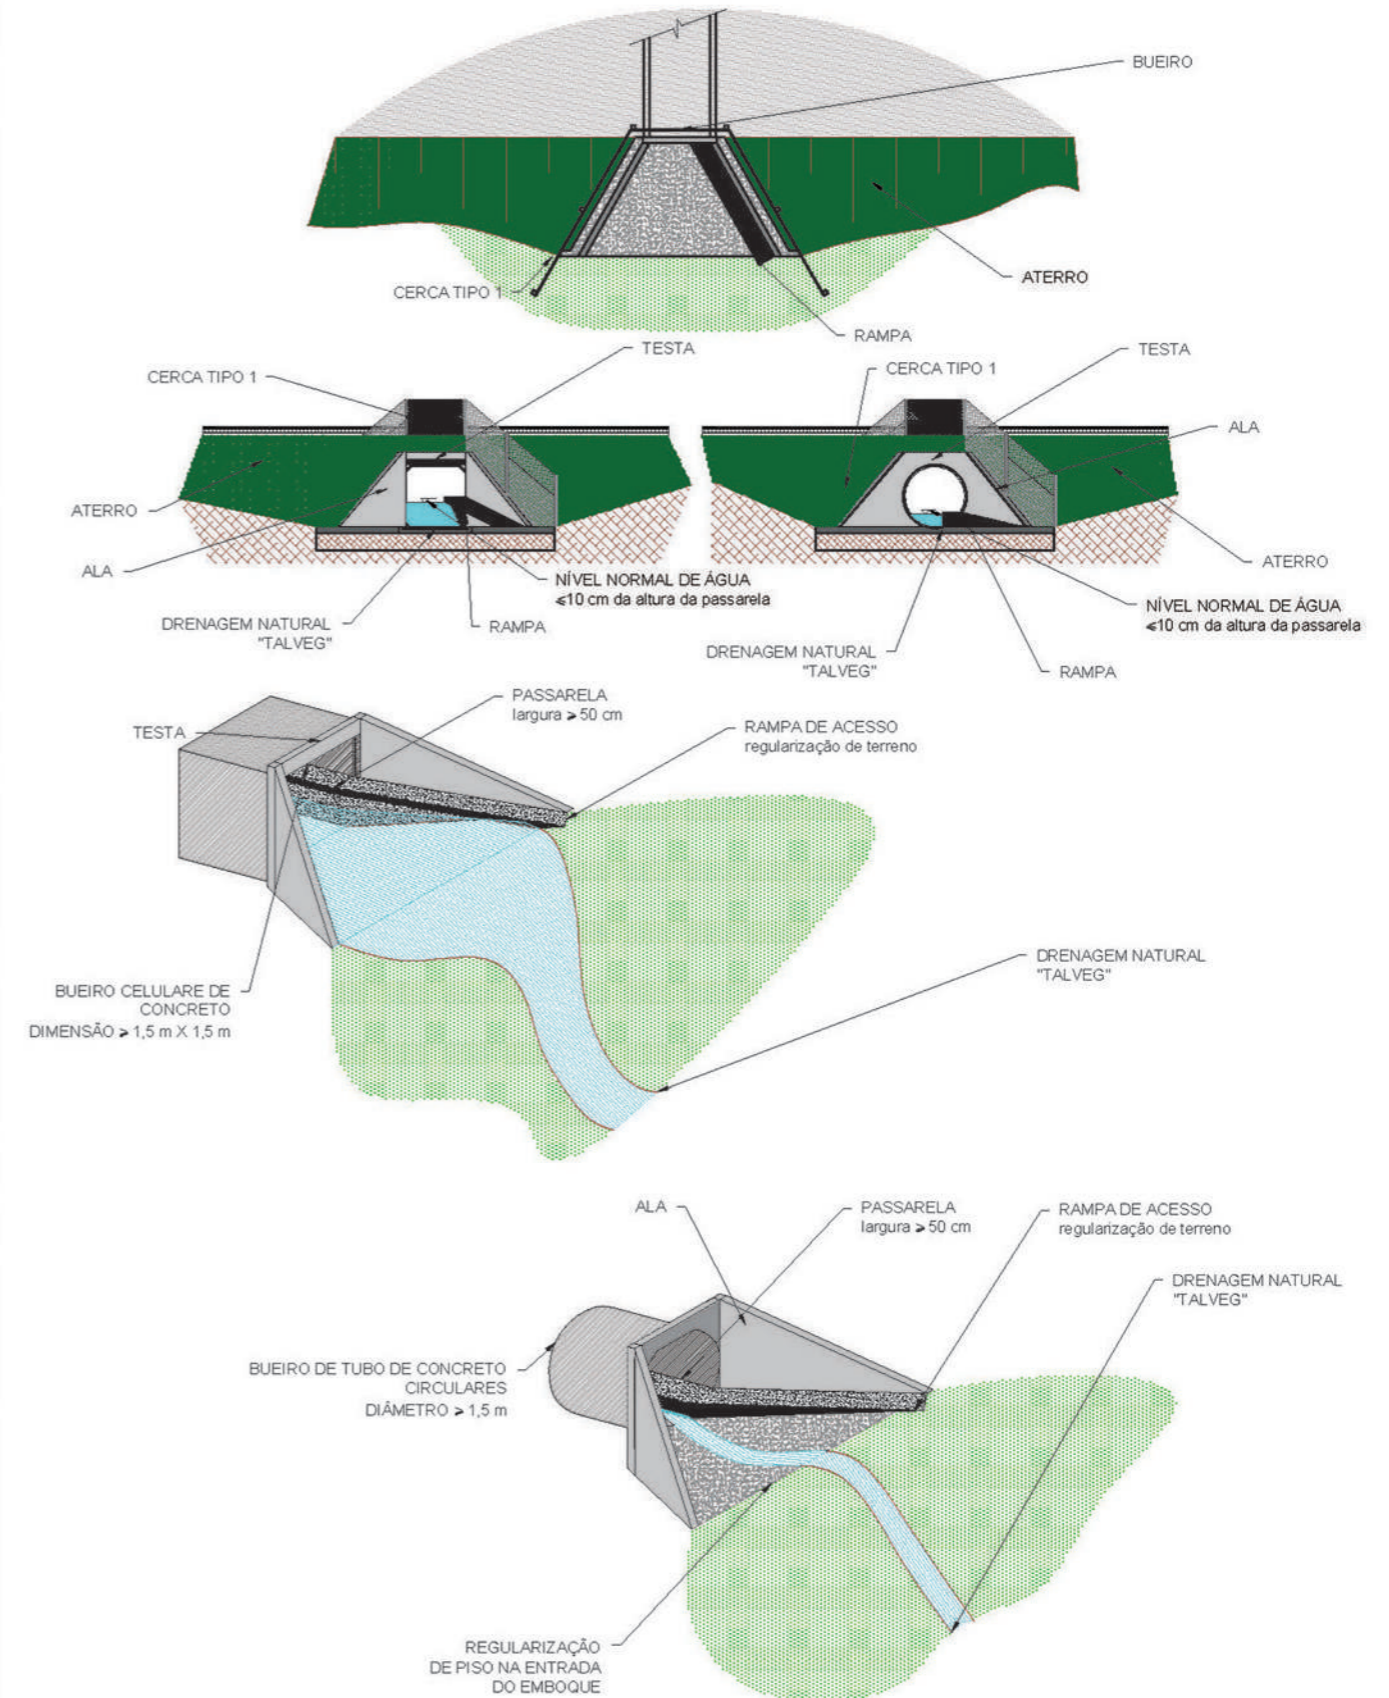 BUEIRO
ATERRO
CERCA TIPO 1
RAMPA
TESTA
CERCA TIPO 1
ATERRO
ALA
DRENAGEM NATURAL
"TALVEG"
RAMPA
NÍVEL NORMAL DE ÁGUA
≤10 cm da altura da passarela
TESTA
CERCA TIPO 1
ALA
ATERRO
NÍVEL NORMAL DE ÁGUA
≤10 cm da altura da passarela
DRENAGEM NATURAL
"TALVEG"
RAMPA
PASSARELA
largura ≥ 50 cm
TESTA
RAMPA DE ACESSO
regularização de terreno
DRENAGEM NATURAL
"TALVEG"
BUEIRO CELULARE DE
CONCRETO
DIMENSÃO ≥ 1,5 m X 1,5 m
ALA
PASSARELA
largura ≥ 50 cm
RAMPA DE ACESSO
regularização de terreno
DRENAGEM NATURAL
"TALVEG"
BUEIRO DE TUBO DE CONCRETO
CIRCULARES
DIÂMETRO ≥ 1,5 m
REGULARIZAÇÃO
DE PISO NA ENTRADA
DO EMBOQUE